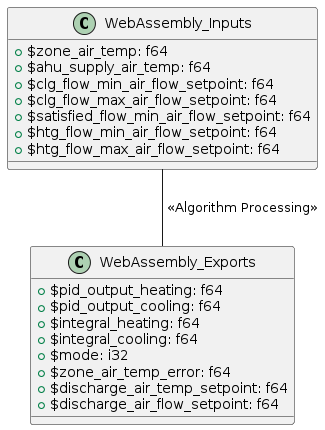 C WebAssembly_Inputs
$zone_air_temp: f64
$ahu_supply_air_temp: f64
$clg_flow_min_air_flow_setpoint: f64
$clg_flow_max_air_flow_setpoint: f64
$satisfied_flow_min_air_flow_setpoint: f64
$htg_flow_min_air_flow_setpoint: f64
$htg_flow_max_air_flow_setpoint: f64
«Algorithm Processing»
C WebAssembly_Exports
$pid_output_heating: f64
$pid_output_cooling: f64
$integral_heating: f64
$integral_cooling: f64
$mode: i32
$zone_air_temp_error: f64
$discharge_air_temp_setpoint: f64
$discharge_air_flow_setpoint: f64